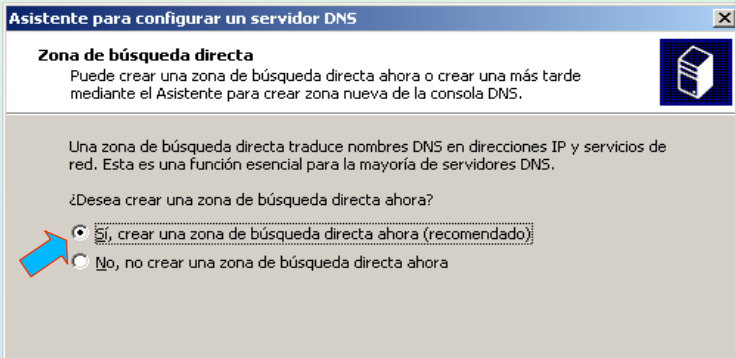 Asistente para configurar un servidor DNS
Zona de búsqueda directa
Puede crear una zona de búsqueda directa ahora o crear una más tarde
mediante el Asistente para crear zona nueva de la consola DNS.
Una zona de búsqueda directa traduce nombres DNS en direcciones IP y servicios de
red. Esta es una función esencial para la mayoría de servidores DNS.
¿Desea crear una zona de búsqueda directa ahora?
Sí, crear una zona de búsqueda directa ahora (recomendado)
No, no crear una zona de búsqueda directa ahora